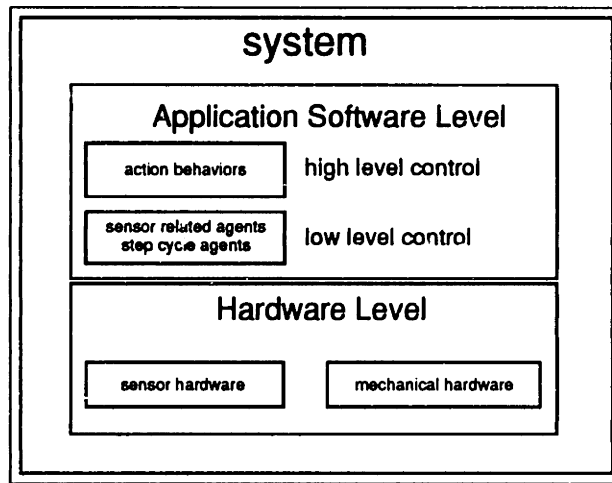 system
Application Software Level
action behaviors
high level control
sensor related agents
step cycle agents
low level control
Hardware Level
sensor hardware
mechanical hardware